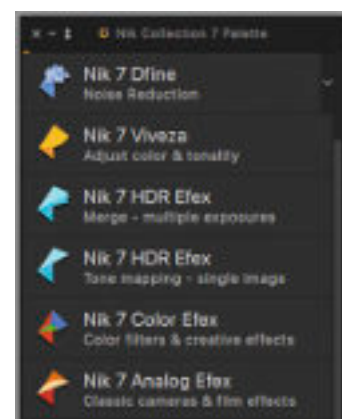 Nik Collection 7 Palette
Nik 7 Dfine
Noise Reduction
Nik 7 Viveza
Adjust color & tonality
Nik 7 HDR Efex
Merge - multiple exposures
Nik 7 HDR Efex
Tone mapping - single image
Nik 7 Color Efex
Color filters & creative effects
Nik 7 Analog Efex
Classic cameras & film effects